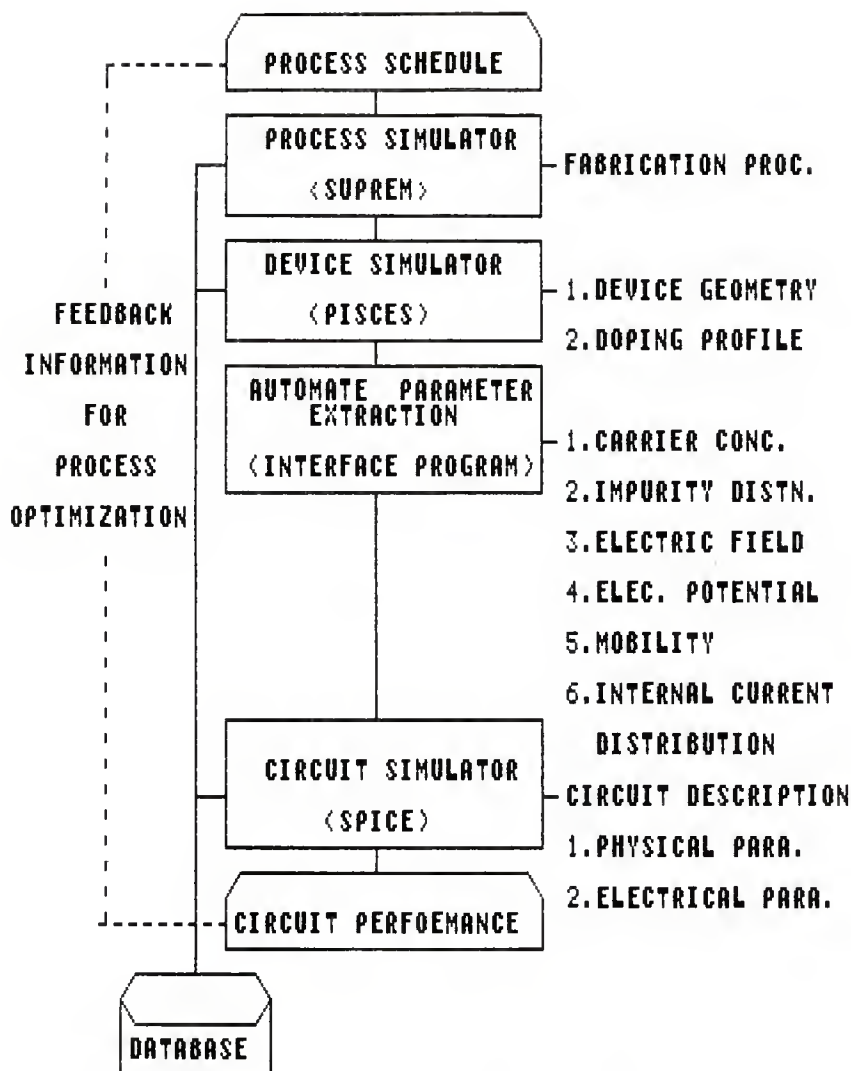 PROCESS SCHEDULE
PROCESS SIMULATOR
<SUPREM>
FABRICATION PROC.
DEVICE SIMULATOR
<PISCES>
1.DEVICE GEOMETRY
2.DOPING PROFILE
FEEDBACK
INFORMATION
FOR
PROCESS
OPTIMIZATION
AUTOMATE PARAMETER
EXTRACTION
<INTERFACE PROGRAM>
1.CARRIER CONC.
2.IMPURITY DISTN.
3.ELECTRIC FIELD
4.ELEC. POTENTIAL
5.MOBILITY
6.INTERNAL CURRENT
DISTRIBUTION
CIRCUIT SIMULATOR
<SPICE>
CIRCUIT DESCRIPTION
1.PHYSICAL PARA.
2.ELECTRICAL PARA.
CIRCUIT PERFOEMANCE
DATABASE